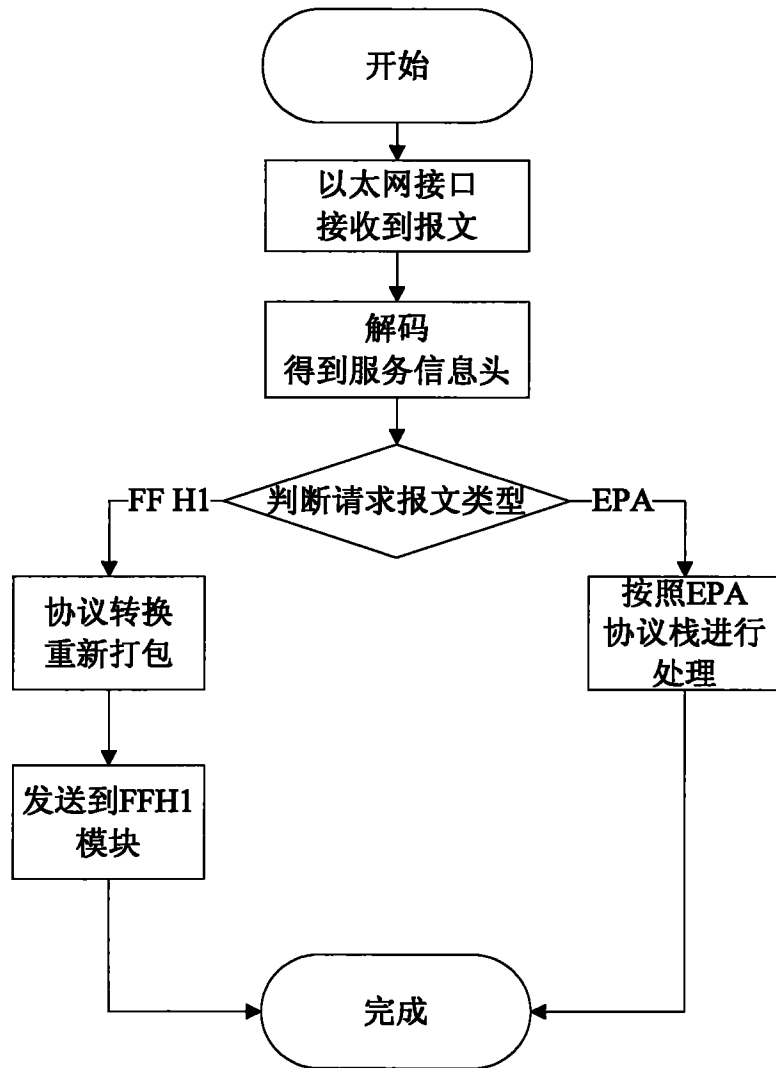 开始
以太网接口
接收到报文
解码
得到服务信息头
FF H1
判断请求报文类型
EPA
协议转换
重新打包
按照EPA
协议栈进行
处理
发送到FFH1
模块
完成